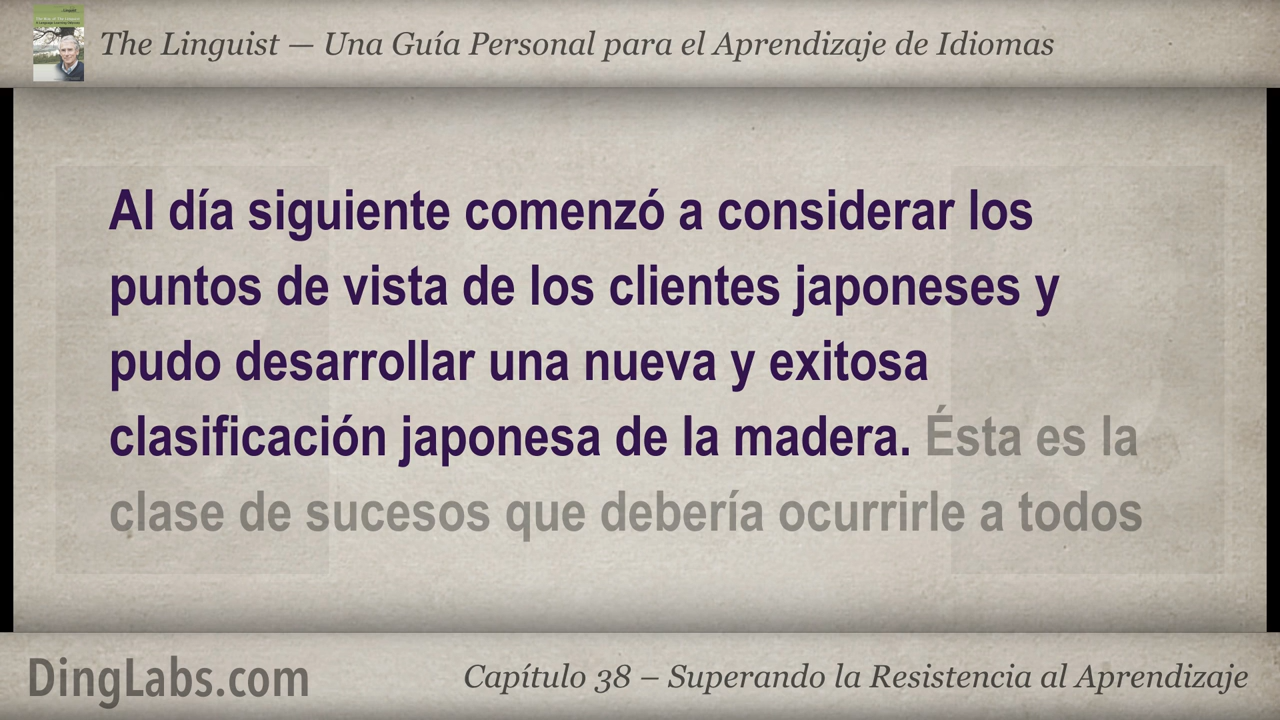 The Linguist — Una Guía Personal para el Aprendizaje de Idiomas
Al día siguiente comenzó a considerar los
puntos de vista de los clientes japoneses y
pudo desarrollar una nueva y exitosa
clasificación japonesa de la madera. Ésta es la
clase de sucesos que debería ocurrirle a todos
DingLabs.com
Capítulo 38 – Superando la Resistencia al Aprendizaje